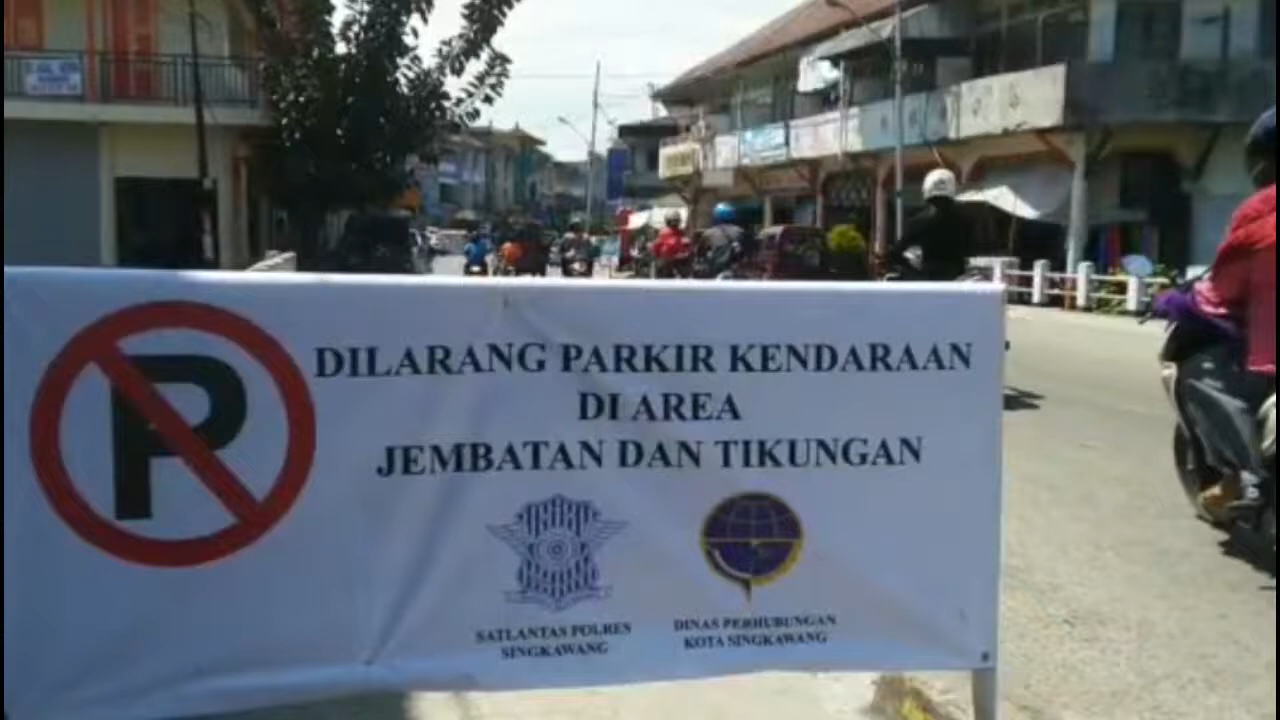 P
DILARANG PARKIR KENDARAAN
DI AREA
JEMBATAN DAN TIKUNGAN
SATLANTAS POLRES
SINGKAWANG
DINAS PERHUBUNGAN
KOTA SINGKAWANG